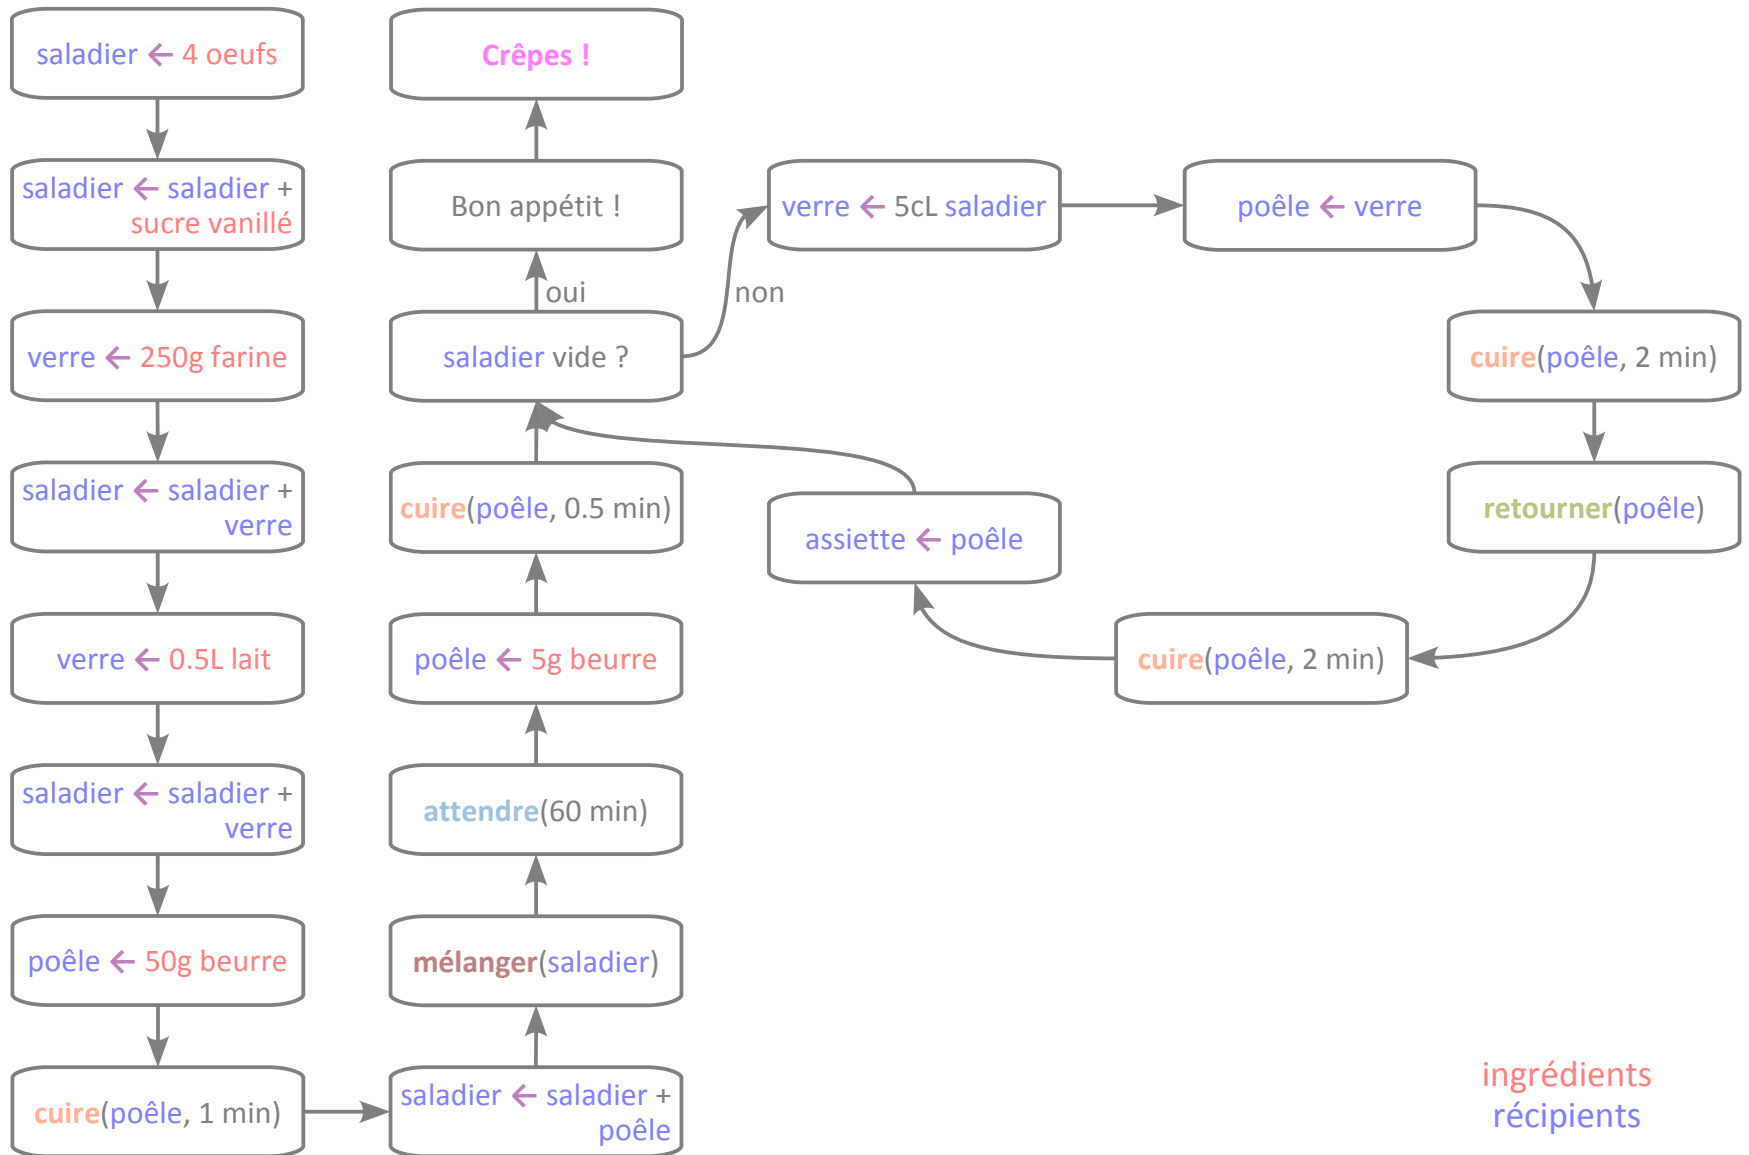 saladier ← 4 oeufs
saladier ← saladier +
sucre vanillé
verre ← 250g farine
saladier ← saladier +
verre
verre ← 0.5L lait
saladier ← saladier +
verre
poêle ← 50g beurre
cuire(poêle, 1 min)
saladier ← saladier +
poêle
mélanger(saladier)
attendre(60 min)
poêle ← 5g beurre
cuire(poêle, 0.5 min)
saladier vide ?
oui
Bon appétit !
Crêpes !
non
verre ← 5cL saladier
poêle ← verre
cuire(poêle, 2 min)
retourner(poêle)
cuire(poêle, 2 min)
assiette ← poêle
ingrédients
récipients